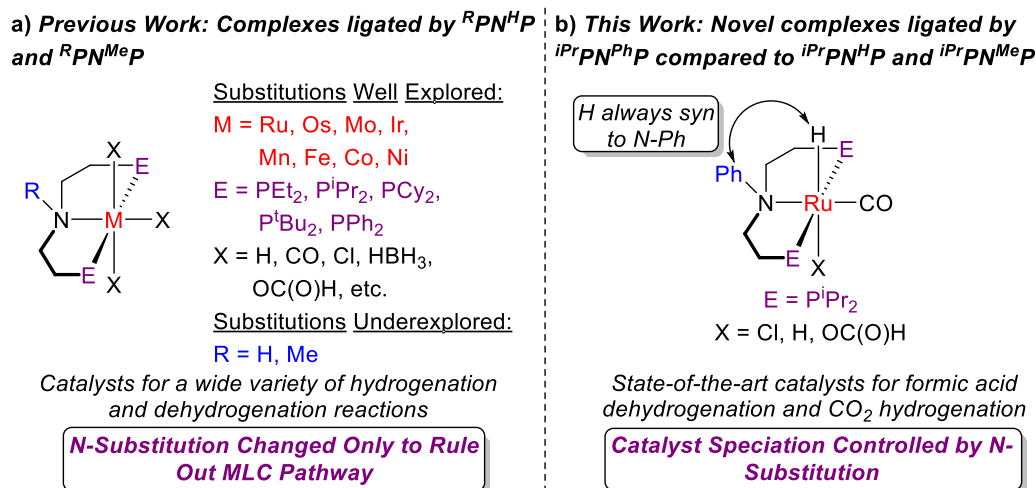 a) Previous Work: Complexes ligated by ᴿPNᴴP
and ᴿPNᴹᵉP
Substitutions Well Explored:
M = Ru, Os, Mo, Ir,
Mn, Fe, Co, Ni
E = PEt₂, PⁱPr₂, PCy₂,
PᵗBu₂, PPh₂
X = H, CO, Cl, HBH₃,
OC(O)H, etc.
Substitutions Underexplored:
R = H, Me
X
E
R
N
M
X
E
X
Catalysts for a wide variety of hydrogenation
and dehydrogenation reactions
N-Substitution Changed Only to Rule
Out MLC Pathway
b) This Work: Novel complexes ligated by
ⁱᴾʳPNᴾʰP compared to ⁱᴾʳPNᴴP and ⁱᴾʳPNᴹᵉP
H always syn
to N-Ph
H
E
Ph
N
Ru
CO
E
X
E = PⁱPr₂
X = Cl, H, OC(O)H
State-of-the-art catalysts for formic acid
dehydrogenation and CO₂ hydrogenation
Catalyst Speciation Controlled by N-
Substitution